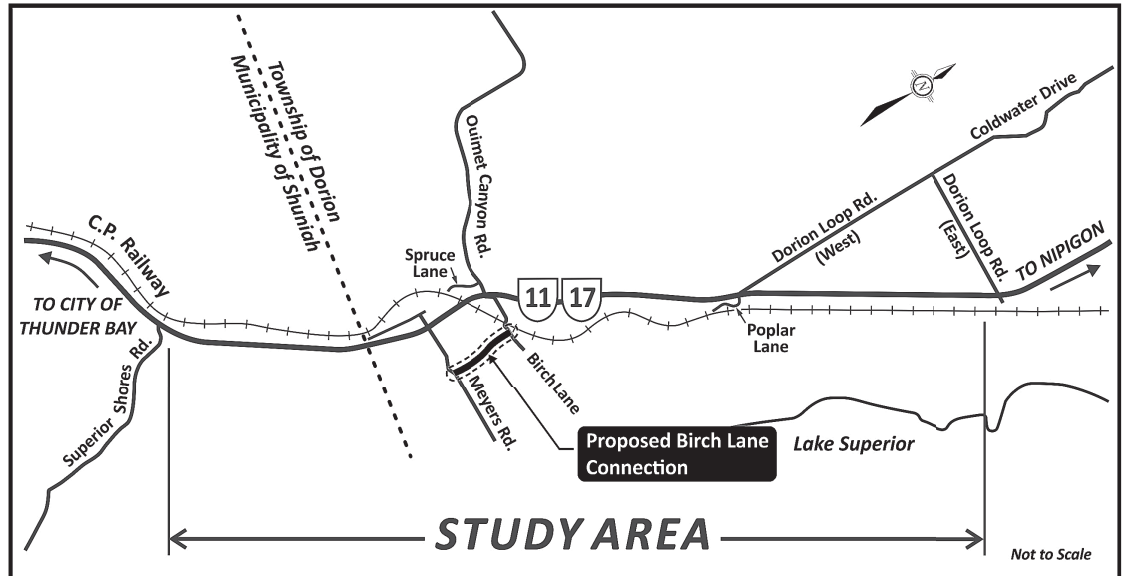 Township of Dorion
Municipality of Shuniah
Ouimet Canyon Rd.
N
Coldwater Drive
C.P. Railway
Dorion Loop Rd.
(West)
Dorion Loop Rd.
(East)
Spruce
Lane
11
17
TO NIPIGON
TO CITY OF
THUNDER BAY
Superior Shores Rd.
Poplar
Lane
Birch Lane
Meyers Rd.
Proposed Birch Lane
Connection
Lake Superior
STUDY AREA
Not to Scale